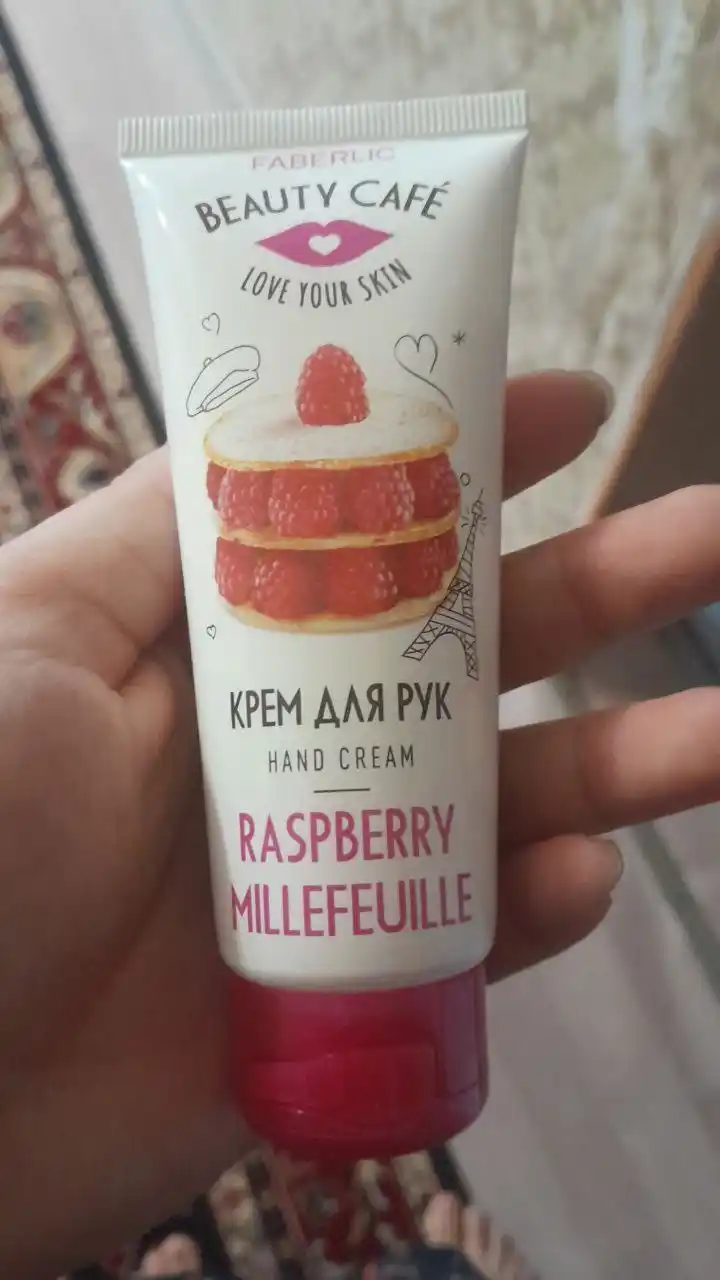 FABERLIC
BEAUTY CAFÉ
LOVE YOUR SKIN
КРЕМ ДЛЯ РУК
HAND CREAM
RASPBERRY
MILLEFEUILLE